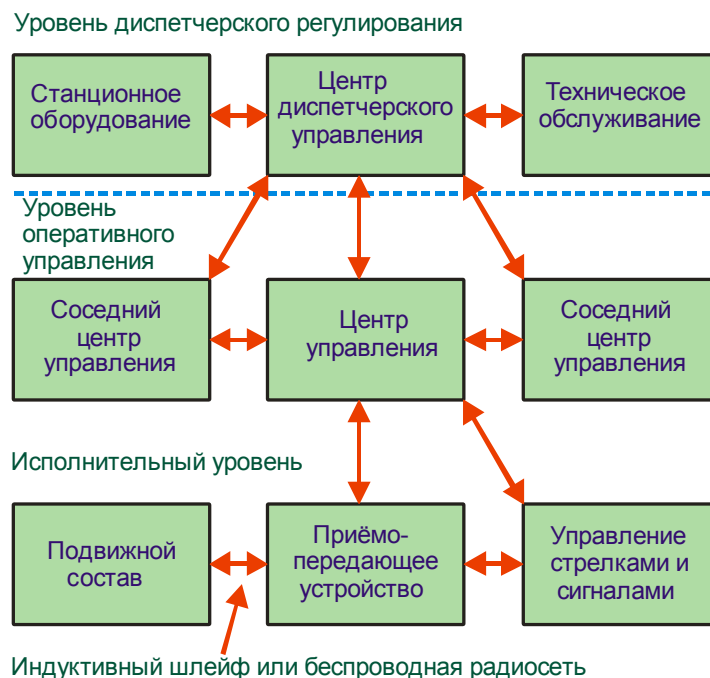 Уровень диспетчерского регулирования
Станционное
оборудование
Центр
диспетчерского
управления
Техническое
обслуживание
Уровень
оперативного
управления
Соседний
центр
управления
Центр
управления
Соседний
центр
управления
Исполнительный уровень
Подвижной
состав
Приёмо-
передающее
устройство
Управление
стрелками и
сигналами
Индуктивный шлейф или беспроводная радиосеть